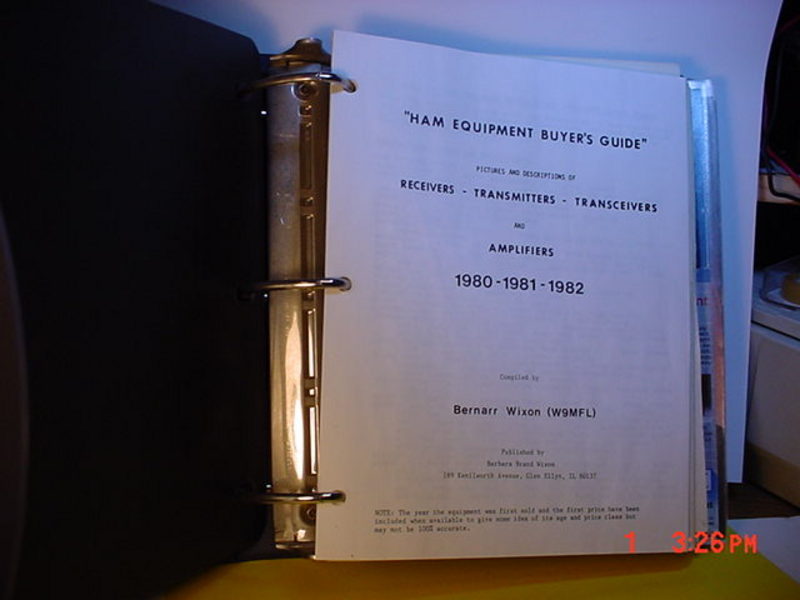 "HAM EQUIPMENT BUYER'S GUIDE"
PICTURES AND DESCRIPTIONS OF
RECEIVERS - TRANSMITTERS - TRANSCEIVERS
AND
AMPLIFIERS
1980-1981-1982
Compiled by
Bernarr Wixon (W9MFL)
Published by
Barbara Brand Wixon
Kenilworth Avenue, Glen Ellyn, IL 60137
NOTE: The year the equipment was first sold and the first price have been
included when available to give some idea of its age and price class but
may not be 100% accurate.
1 3:26PM